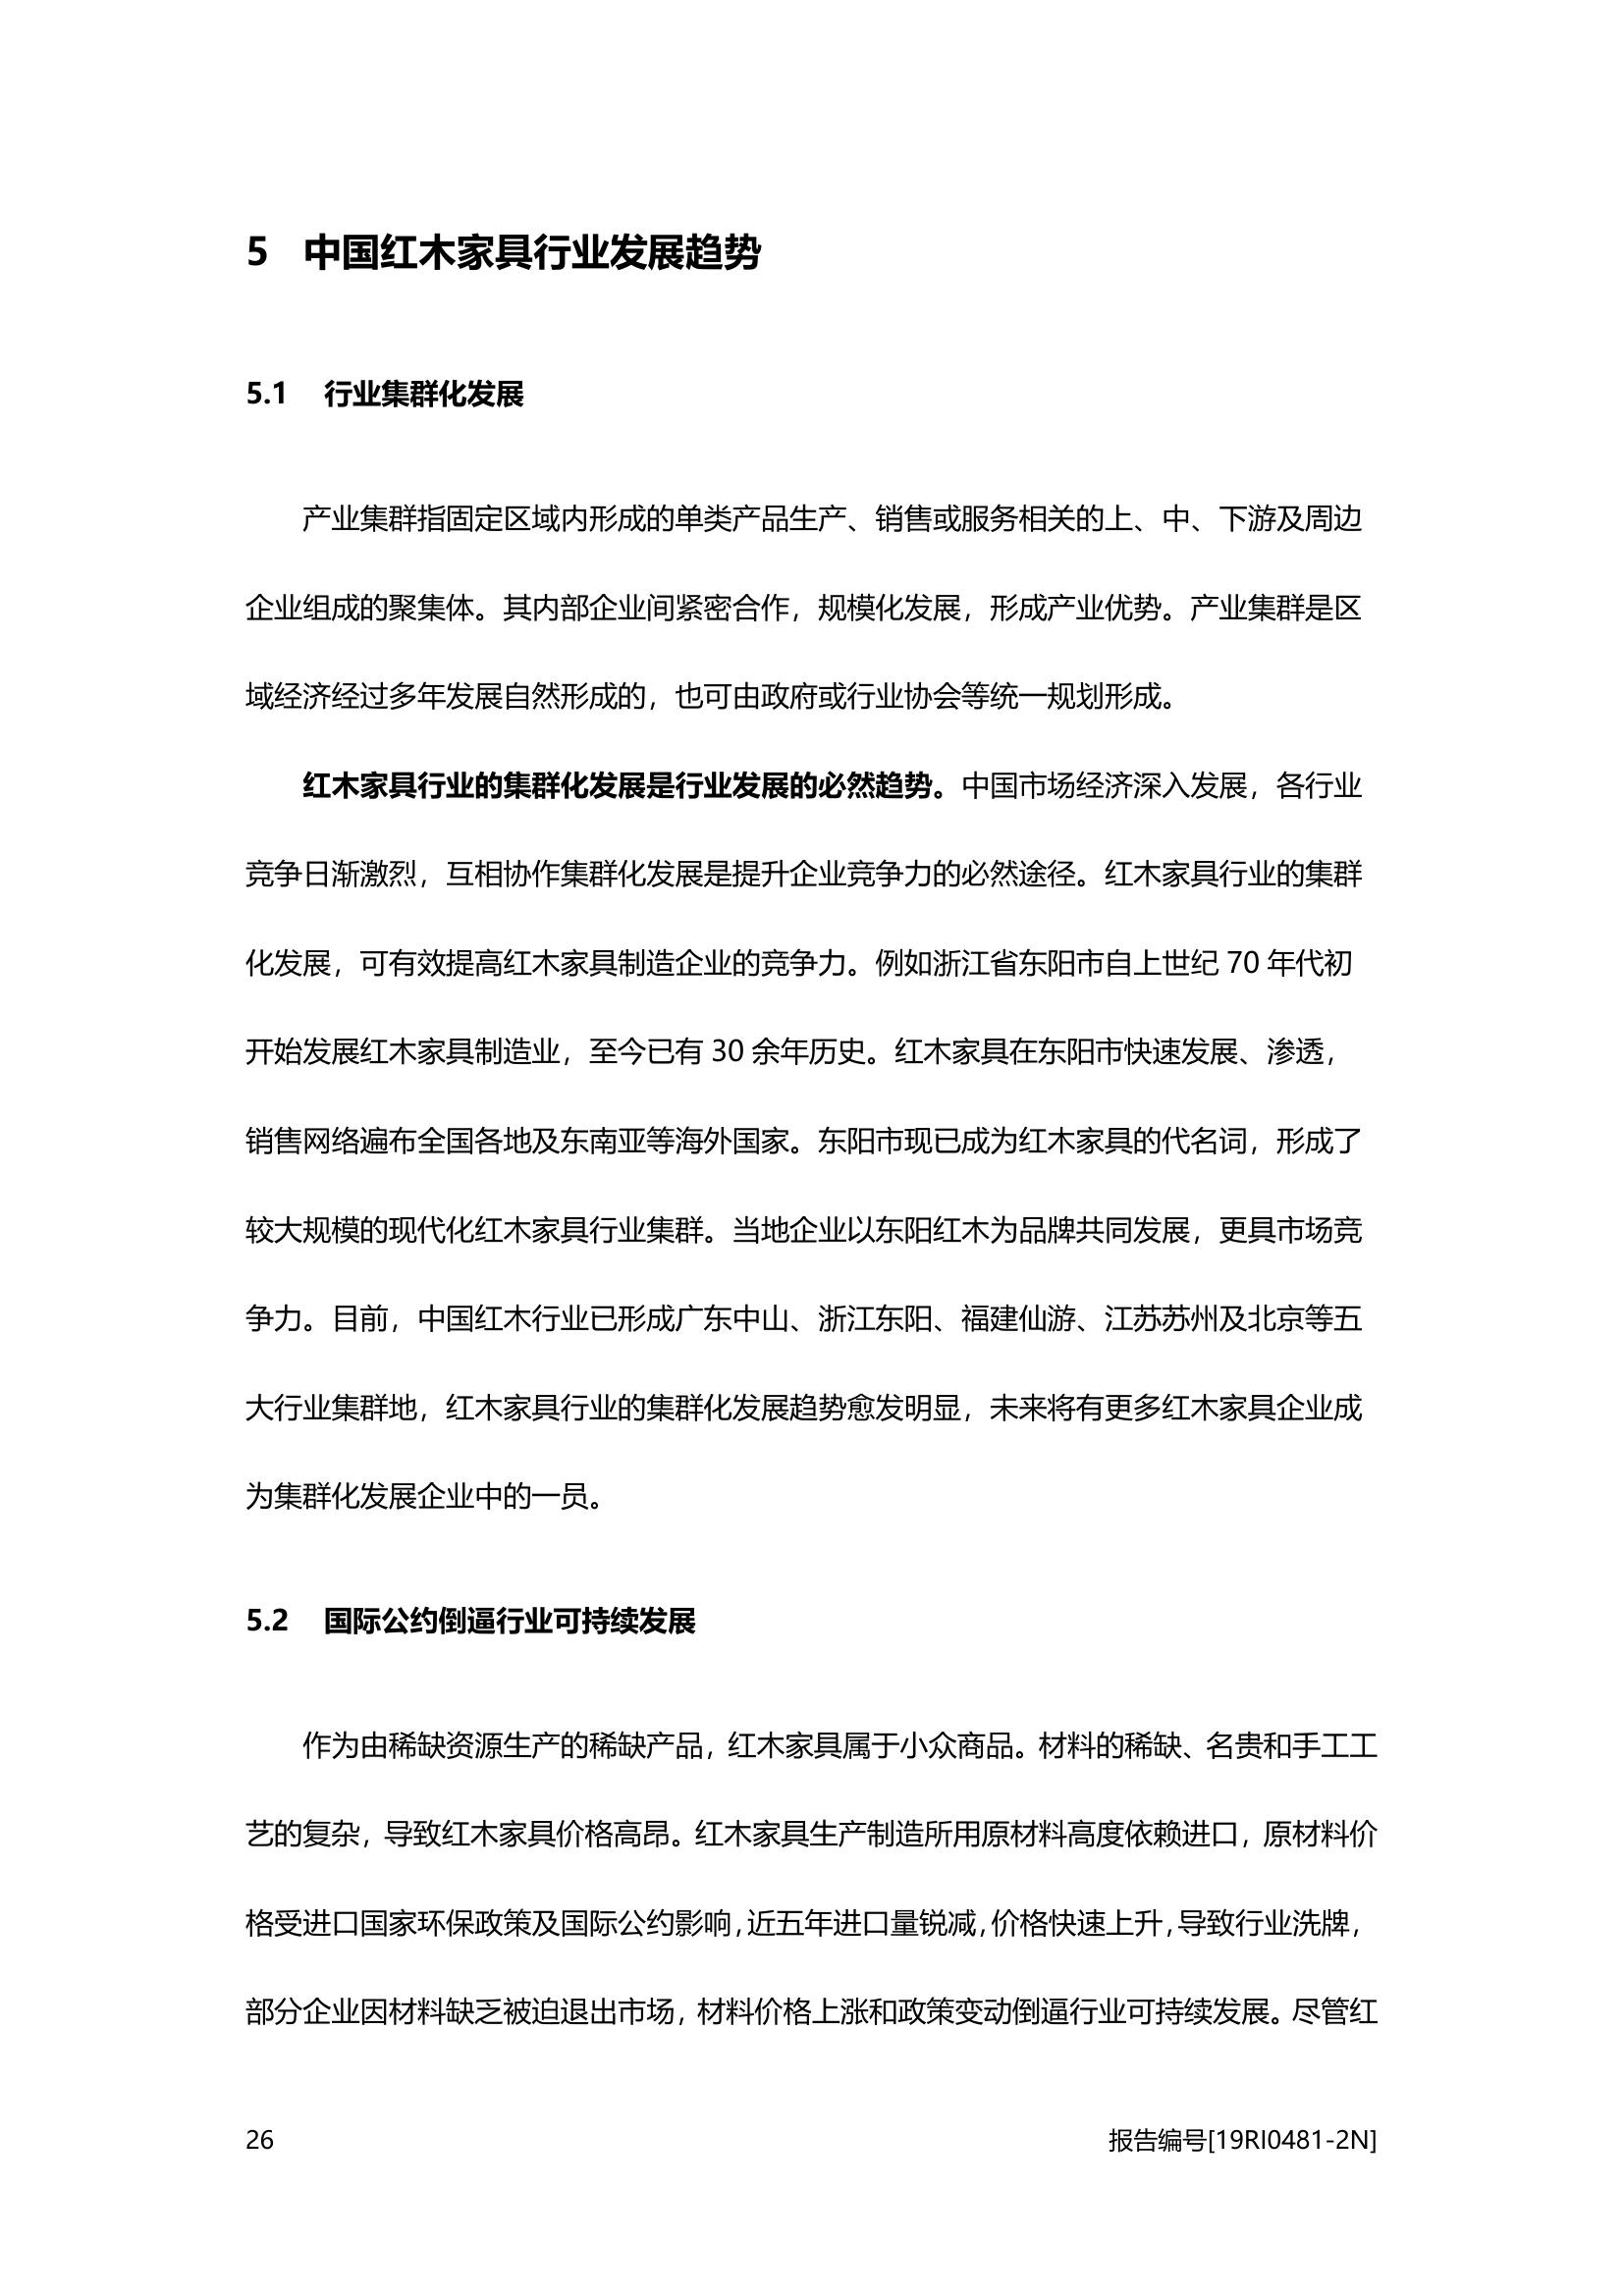 5 中国红木家具行业发展趋势
5.1 行业集群化发展
产业集群指固定区域内形成的单类产品生产、销售或服务相关的上、中、下游及周边
企业组成的聚集体。其内部企业间紧密合作，规模化发展，形成产业优势。产业集群是区
域经济经过多年发展自然形成的，也可由政府或行业协会等统一规划形成。
红木家具行业的集群化发展是行业发展的必然趋势。中国市场经济深入发展，各行业
竞争日渐激烈，互相协作集群化发展是提升企业竞争力的必然途径。红木家具行业的集群
化发展，可有效提高红木家具制造企业的竞争力。例如浙江省东阳市自上世纪 70 年代初
开始发展红木家具制造业，至今已有 30 余年历史。红木家具在东阳市快速发展、渗透，
销售网络遍布全国各地及东南亚等海外国家。东阳市现已成为红木家具的代名词，形成了
较大规模的现代化红木家具行业集群。当地企业以东阳红木为品牌共同发展，更具市场竞
争力。目前，中国红木行业已形成广东中山、浙江东阳、福建仙游、江苏苏州及北京等五
大行业集群地，红木家具行业的集群化发展趋势愈发明显，未来将有更多红木家具企业成
为集群化发展企业中的一员。
5.2 国际公约倒逼行业可持续发展
作为由稀缺资源生产的稀缺产品，红木家具属于小众商品。材料的稀缺、名贵和手工工
艺的复杂，导致红木家具价格高昂。红木家具生产制造所用原材料高度依赖进口，原材料价
格受进口国家环保政策及国际公约影响，近五年进口量锐减，价格快速上升，导致行业洗牌，
部分企业因材料缺乏被迫退出市场，材料价格上涨和政策变动倒逼行业可持续发展。尽管红
26 报告编号[19RI0481-2N]